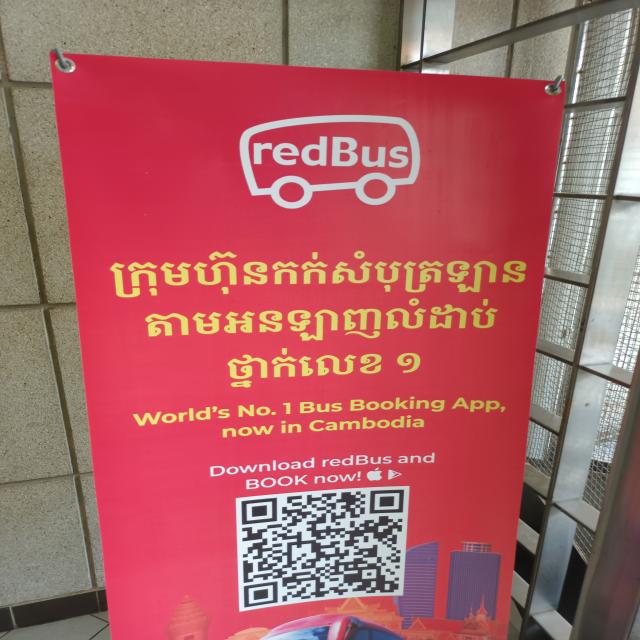 redBus
ក្រុមហ៊ុនកក់សំបុត្រឡាន
តាមអនឡាញលំដាប់
ថ្នាក់លេខ ១
World's No. 1 Bus Booking App,
now in Cambodia
Download redBus and
BOOK now!